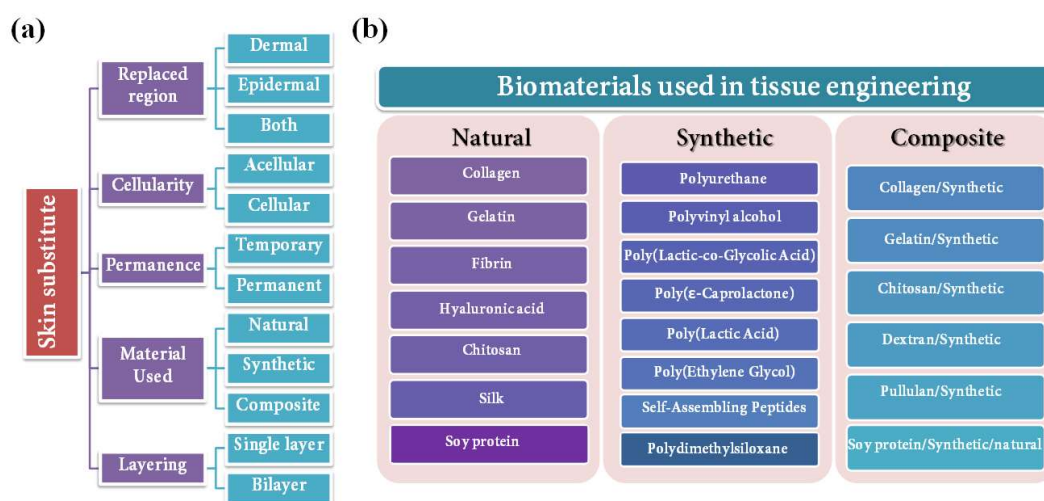 (a)
Skin substitute
Replaced
region
Dermal
Epidermal
Both
Cellularity
Acellular
Cellular
Permanence
Temporary
Permanent
Material
Used
Natural
Synthetic
Composite
Layering
Single layer
Bilayer
(b)
Biomaterials used in tissue engineering
Natural
Collagen
Gelatin
Fibrin
Hyaluronic acid
Chitosan
Silk
Soy protein
Synthetic
Polyurethane
Polyvinyl alcohol
Poly(Lactic-co-Glycolic Acid)
Poly(ε-Caprolactone)
Poly(Lactic Acid)
Poly(Ethylene Glycol)
Self-Assembling Peptides
Polydimethylsiloxane
Composite
Collagen/Synthetic
Gelatin/Synthetic
Chitosan/Synthetic
Dextran/Synthetic
Pullulan/Synthetic
Soy protein/Synthetic/natural